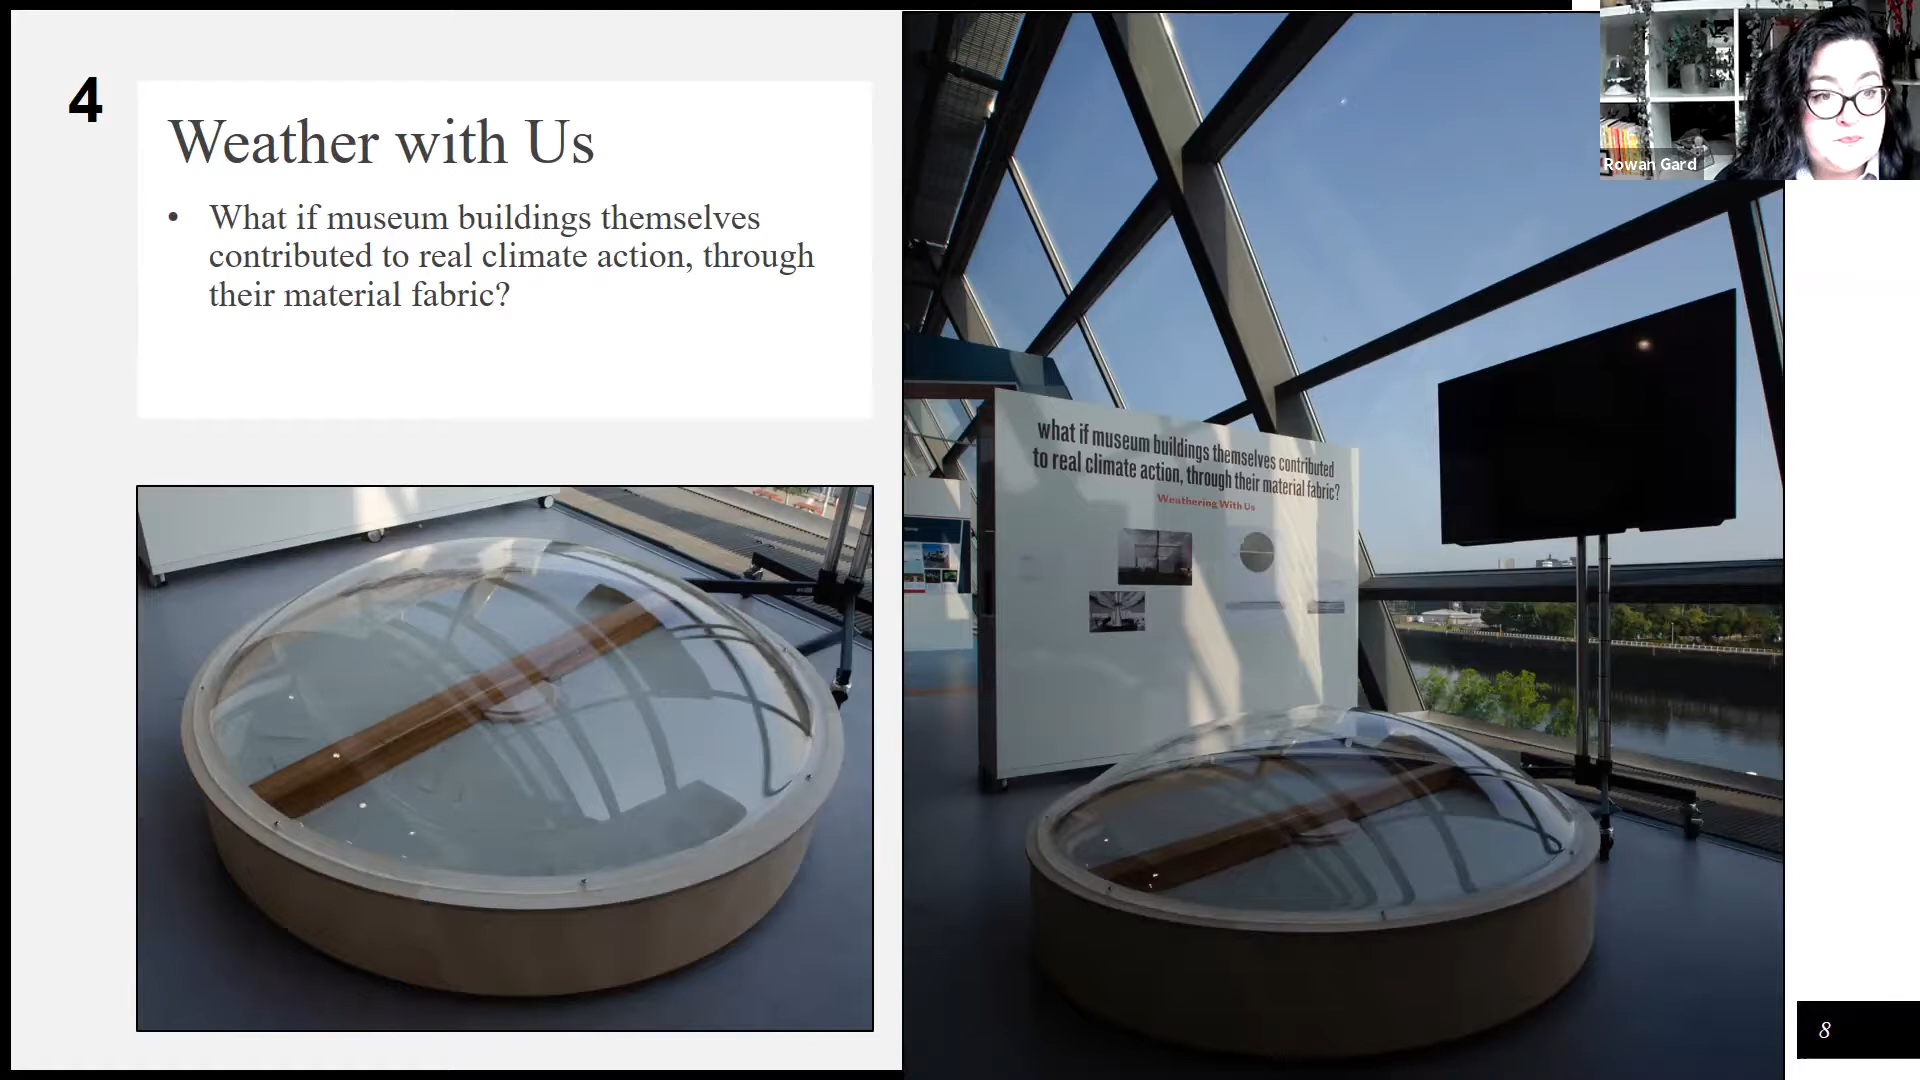 4
Weather with Us
• What if museum buildings themselves
contributed to real climate action, through
their material fabric?
what if museum buildings themselves contributed
to real climate action, through their material fabric?
Weathering With Us
Rowan Gard
8